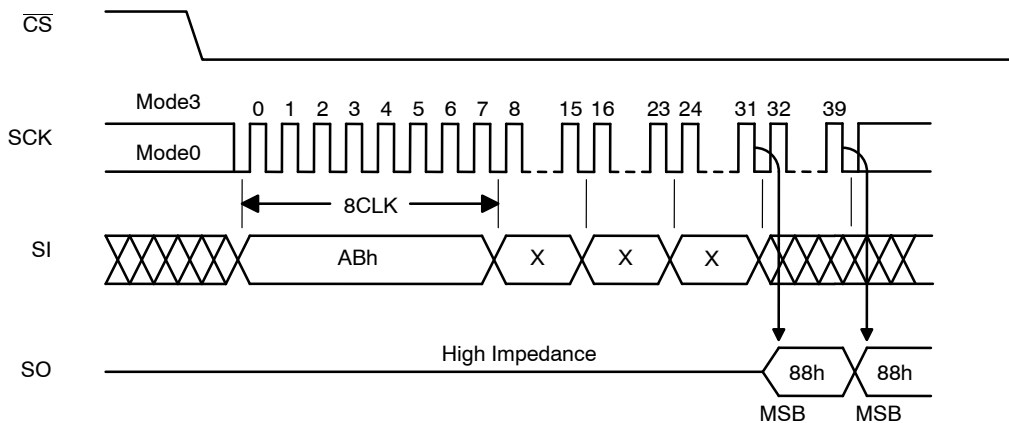 CS
Mode3
0 1 2 3 4 5 6 7 8 15 16 23 24 31 32 39
SCK
Mode0
8CLK
SI
ABh X X X
High Impedance
SO
88h 88h
MSB MSB